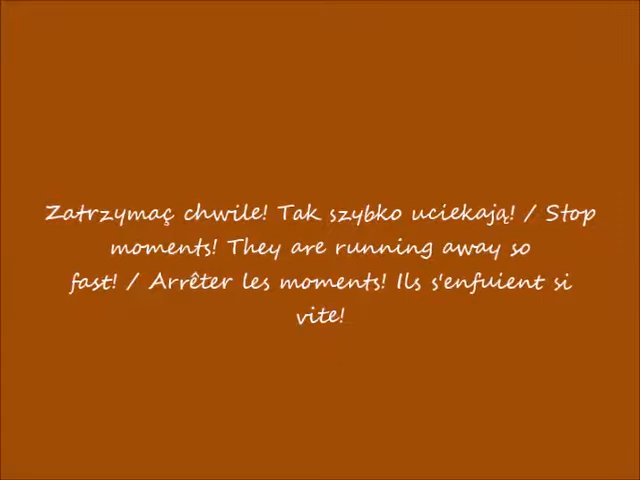 Zatrzymaç chwile! Tak szybko uciekają! / Stop
moments! They are running away so
fast! / Arrêter les moments! Ils s'enfuient si
vite!